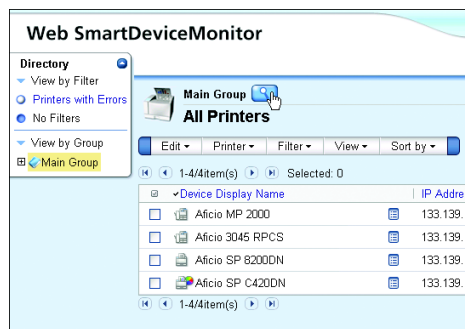 Web SmartDeviceMonitor
Directory
View by Filter
Printers with Errors
No Filters
View by Group
Main Group
Main Group
All Printers
Edit Printer Filter View Sort by
1-4/4item(s) Selected: 0
Device Display Name IP Addre
Aficio MP 2000 133.139.
Aficio 3045 RPCS 133.139.
Aficio SP 8200DN 133.139.
Aficio SP C420DN 133.139.
1-4/4item(s)